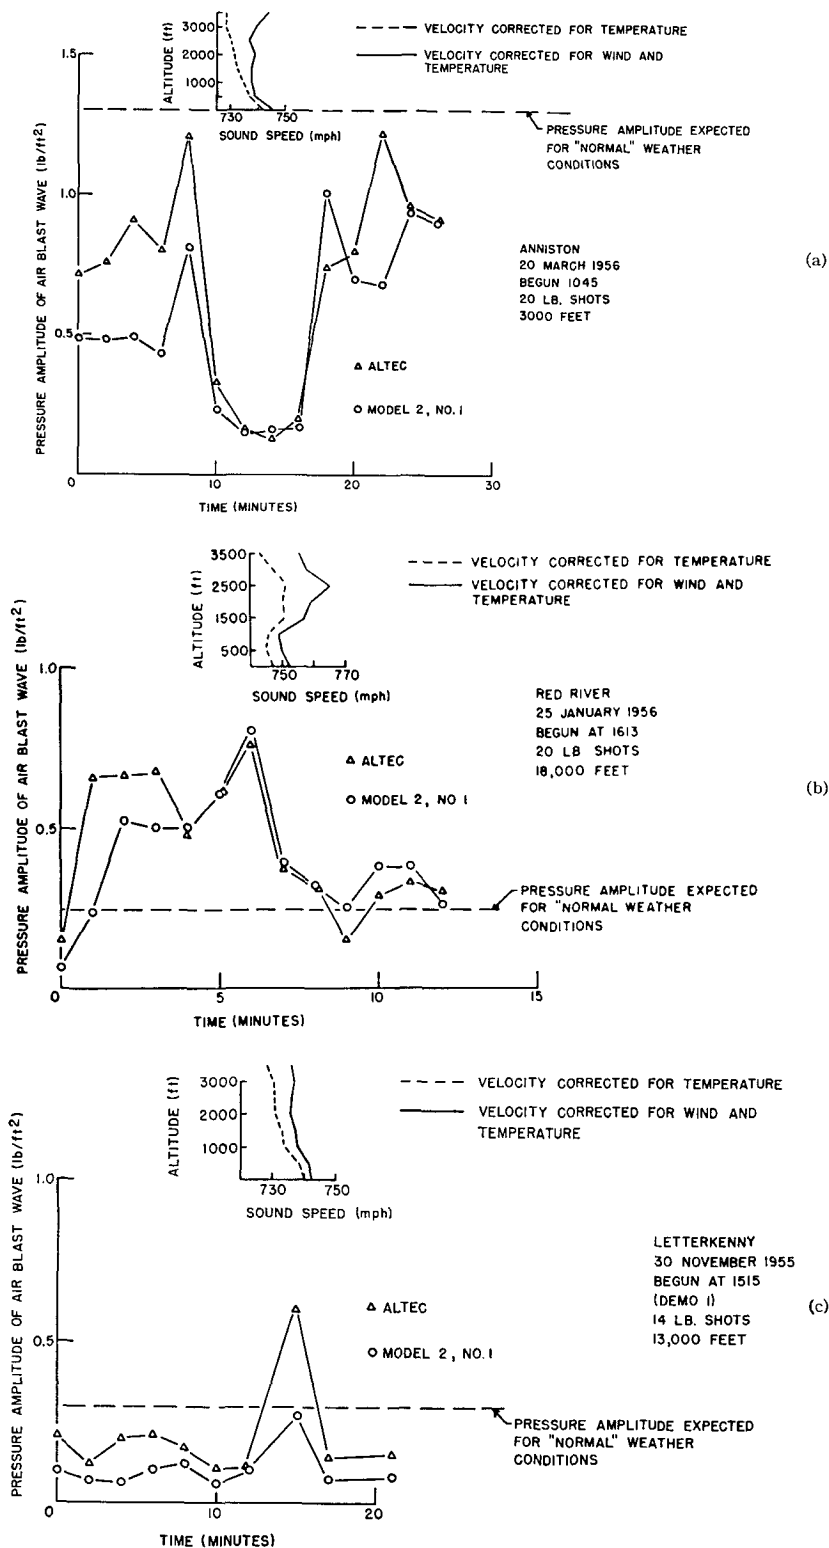 3000
2000
1000
ALTITUDE (ft)
730 750
SOUND SPEED (mph)
VELOCITY CORRECTED FOR TEMPERATURE
VELOCITY CORRECTED FOR WIND AND
TEMPERATURE
1.5
1.0
0.5
0 10 20 30
PRESSURE AMPLITUDE OF AIR BLAST WAVE (lb/ft²)
TIME (MINUTES)
PRESSURE AMPLITUDE EXPECTED
FOR "NORMAL" WEATHER
CONDITIONS
ANNISTON
20 MARCH 1956
BEGUN 1045
20 LB. SHOTS
3000 FEET
(a)
ALTEC
MODEL 2, NO. 1
3500
2500
1500
500
ALTITUDE (ft)
750 770
SOUND SPEED (mph)
VELOCITY CORRECTED FOR TEMPERATURE
VELOCITY CORRECTED FOR WIND AND
TEMPERATURE
1.0
0.5
0 5 10 15
PRESSURE AMPLITUDE OF AIR BLAST WAVE (lb/ft²)
TIME (MINUTES)
RED RIVER
25 JANUARY 1956
BEGUN AT 1613
20 LB SHOTS
18,000 FEET
(b)
ALTEC
MODEL 2, NO 1
PRESSURE AMPLITUDE EXPECTED
FOR "NORMAL WEATHER
CONDITIONS
3000
2000
1000
ALTITUDE (ft)
730 750
SOUND SPEED (mph)
VELOCITY CORRECTED FOR TEMPERATURE
VELOCITY CORRECTED FOR WIND AND
TEMPERATURE
1.0
0.5
0 10 20
PRESSURE AMPLITUDE OF AIR BLAST WAVE (lb/ft²)
TIME (MINUTES)
LETTERKENNY
30 NOVEMBER 1955
BEGUN AT 1515
(DEMO 1)
14 LB. SHOTS
13,000 FEET
(c)
ALTEC
MODEL 2, NO. 1
PRESSURE AMPLITUDE EXPECTED
FOR "NORMAL" WEATHER
CONDITIONS